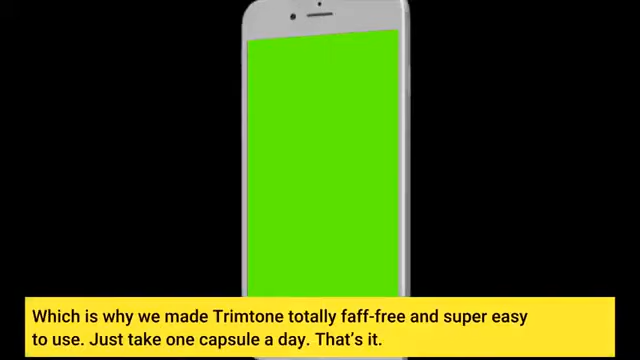 Which is why we made Trimtone totally faff-free and super easy
to use. Just take one capsule a day. That’s it.